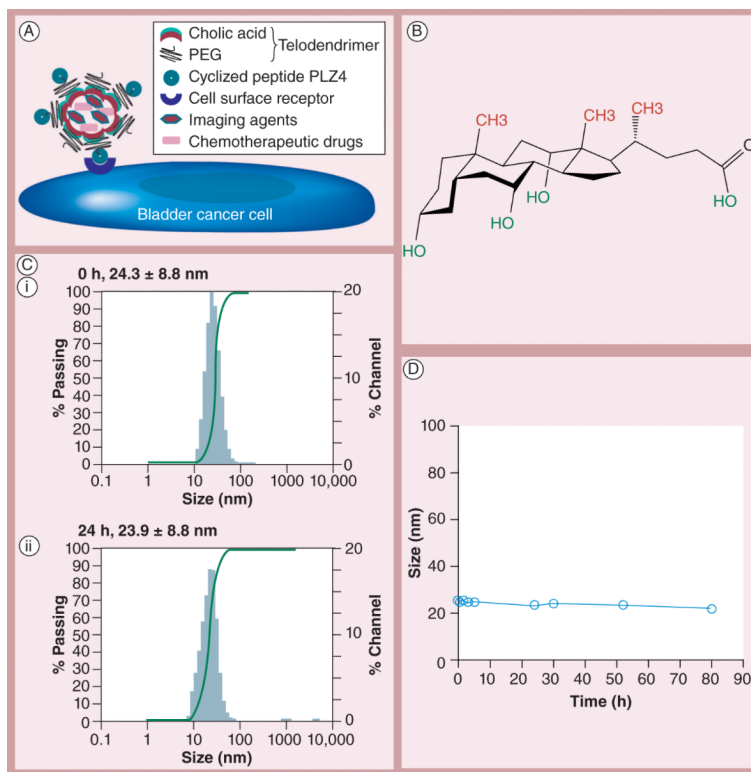 A
Cholic acid
PEG
Telodendrimer
Cyclized peptide PLZ4
Cell surface receptor
Imaging agents
Chemotherapeutic drugs
Bladder cancer cell
B
CH3
CH3
CH3
O
HO
HO
HO
HO
C
i
0 h, 24.3 ± 8.8 nm
100
90
80
70
60
50
40
30
20
10
0
% Passing
20
10
0
% Channel
0.1 1 10 100 1000 10,000
Size (nm)
ii
24 h, 23.9 ± 8.8 nm
100
90
80
70
60
50
40
30
20
10
0
% Passing
20
10
0
% Channel
0.1 1 10 100 1000 10,000
Size (nm)
D
100
80
60
40
20
0
Size (nm)
0 10 20 30 40 50 60 70 80 90
Time (h)